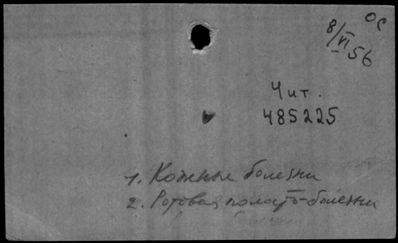 ОС
8/VI 56
Чит.
485225
1. Кожные болезни
2. Ротовая полость - болезни